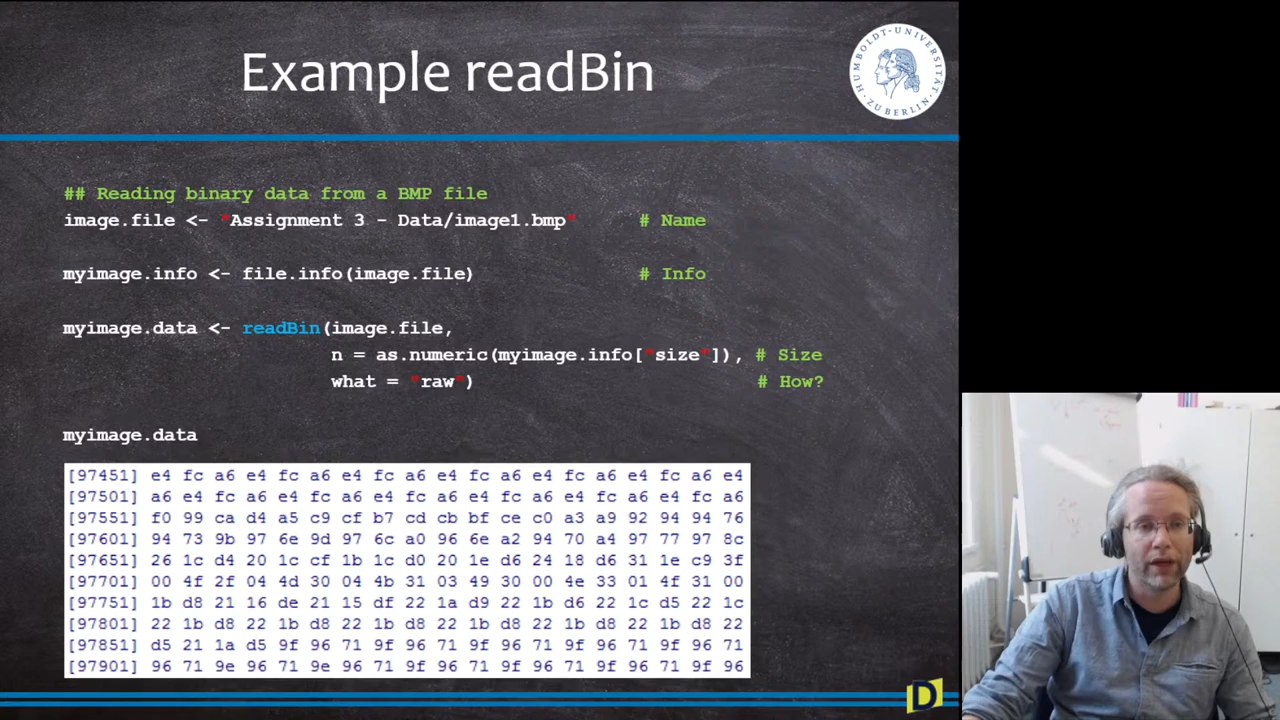 Example readBin
HUMBOLDT-UNIVERSITÄT ZU BERLIN
## Reading binary data from a BMP file
image.file <- "Assignment 3 - Data/image1.bmp" # Name
myimage.info <- file.info(image.file) # Info
myimage.data <- readBin(image.file,
n = as.numeric(myimage.info["size"]), # Size
what = "raw") # How?
myimage.data
[97451] e4 fc a6 e4 fc a6 e4 fc a6 e4 fc a6 e4 fc a6 e4 fc a6 e4
[97501] a6 e4 fc a6 e4 fc a6 e4 fc a6 e4 fc a6 e4 fc a6 e4 fc a6
[97551] f0 99 ca d4 a5 c9 cf b7 cd cb bf ce c0 a3 a9 92 94 94 76
[97601] 94 73 9b 97 6e 9d 97 6c a0 96 6e a2 94 70 a4 97 77 97 8c
[97651] 26 1c d4 20 1c cf 1b 1c d0 20 1e d6 24 18 d6 31 1e c9 3f
[97701] 00 4f 2f 04 4d 30 04 4b 31 03 49 30 00 4e 33 01 4f 31 00
[97751] 1b d8 21 16 de 21 15 df 22 1a d9 22 1b d6 22 1c d5 22 1c
[97801] 22 1b d8 22 1b d8 22 1b d8 22 1b d8 22 1b d8 22 1b d8 22
[97851] d5 21 1a d5 9f 96 71 9f 96 71 9f 96 71 9f 96 71 9f 96 71
[97901] 96 71 9e 96 71 9e 96 71 9f 96 71 9f 96 71 9f 96 71 9f 96
D